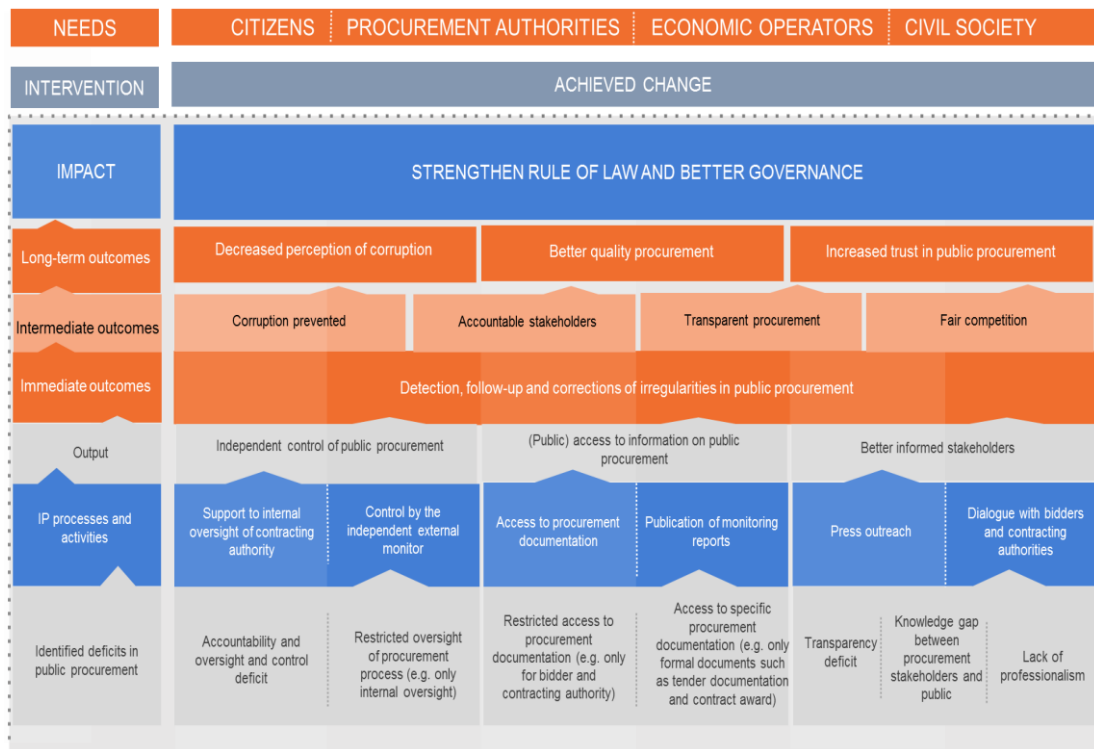 NEEDS
CITIZENS
PROCUREMENT AUTHORITIES
ECONOMIC OPERATORS
CIVIL SOCIETY
INTERVENTION
ACHIEVED CHANGE
IMPACT
STRENGTHEN RULE OF LAW AND BETTER GOVERNANCE
Long-term outcomes
Decreased perception of corruption
Better quality procurement
Increased trust in public procurement
Intermediate outcomes
Corruption prevented
Accountable stakeholders
Transparent procurement
Fair competition
Immediate outcomes
Detection, follow-up and corrections of irregularities in public procurement
Output
Independent control of public procurement
(Public) access to information on public
procurement
Better informed stakeholders
IP processes and
activities
Support to internal
oversight of contracting
authority
Control by the
independent external
monitor
Access to procurement
documentation
Publication of monitoring
reports
Press outreach
Dialogue with bidders
and contracting
authorities
Identified deficits in
public procurement
Accountability and
oversight and control
deficit
Restricted oversight
of procurement
process (e.g. only
internal oversight)
Restricted access to
procurement
documentation (e.g. only
for bidder and
contracting authority)
Access to specific
procurement
documentation (e.g. only
formal documents such
as tender documentation
and contract award)
Transparency
deficit
Knowledge gap
between
procurement
stakeholders and
public
Lack of
professionalism